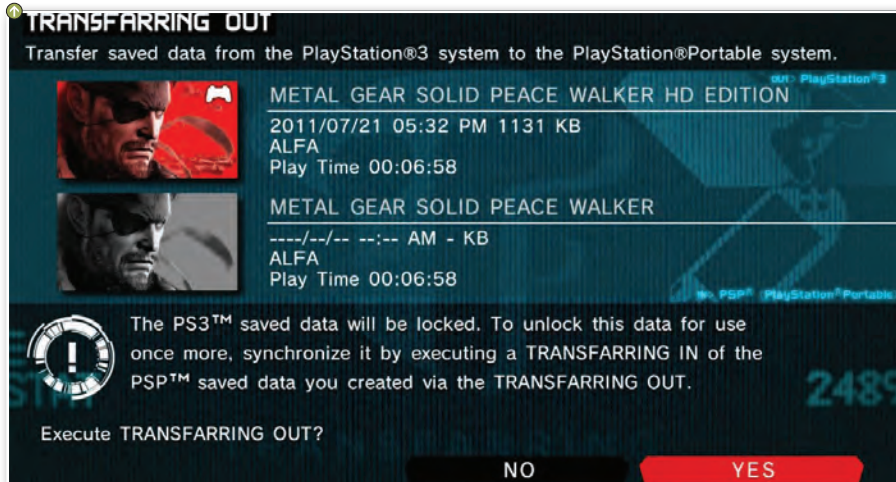 TRANSFARRING OUT
Transfer saved data from the PlayStation®3 system to the PlayStation®Portable system.
OUT> PlayStation®3
METAL GEAR SOLID PEACE WALKER HD EDITION
2011/07/21 05:32 PM 1131 KB
ALFA
Play Time 00:06:58
METAL GEAR SOLID PEACE WALKER
----/--/-- --:-- AM - KB
ALFA
Play Time 00:06:58
PSP® PlayStation®Portable
The PS3™ saved data will be locked. To unlock this data for use
once more, synchronize it by executing a TRANSFARRING IN of the
PSP™ saved data you created via the TRANSFARRING OUT.
2489
Execute TRANSFARRING OUT?
NO
YES